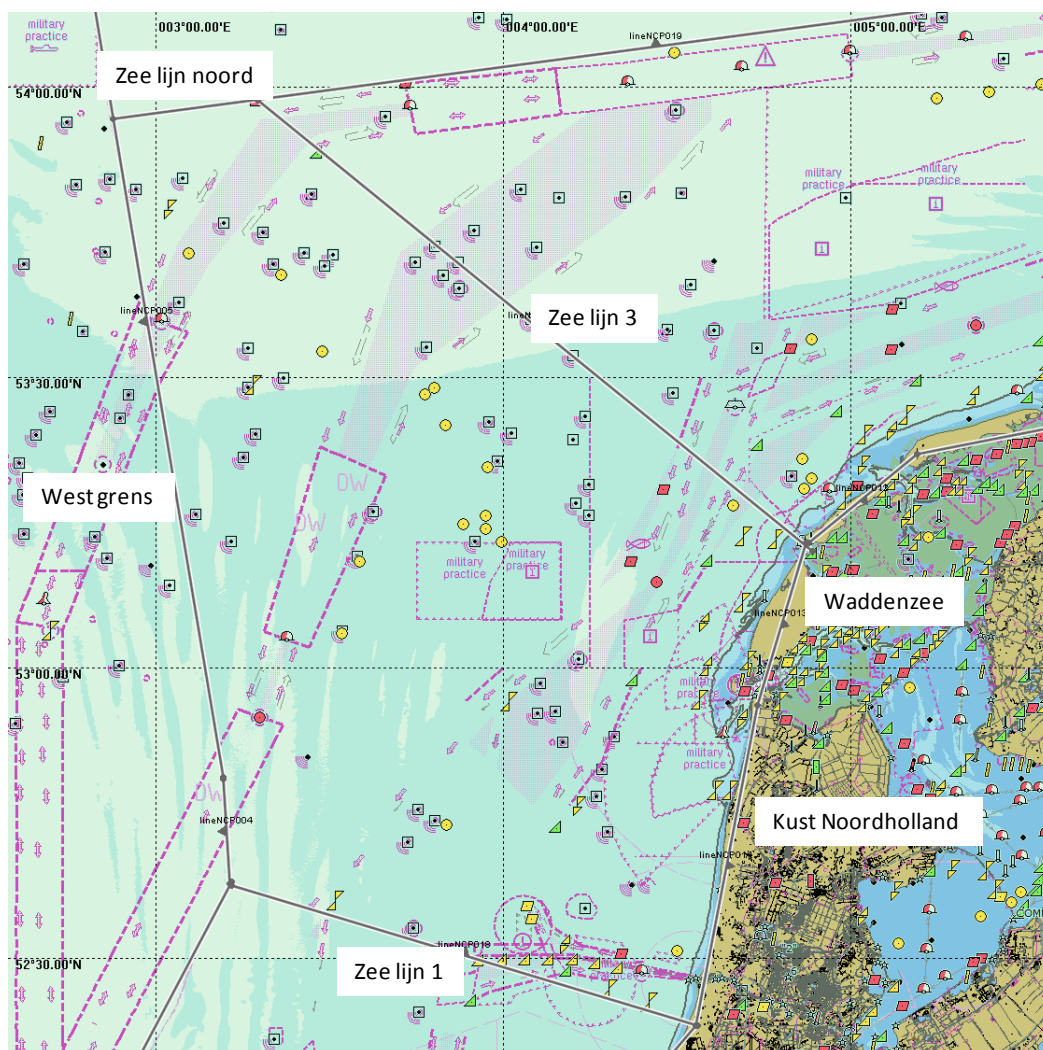 military
practice
003°00.00'E
004°00.00'E
005°00.00'E
lineNCP019
Zee lijn noord
54°00.00'N
military
practice
military
practice
lineNCP005
Zee lijn 3
53°30.00'N
West grens
DW
DW
lineNCP012
military
practice
military
practice
Waddenzee
lineNCP013
53°00.00'N
military
practice
military
practice
DW
lineNCP004
Kust Noordholland
lineNCP018
Zee lijn 1
52°30.00'N
military
practice